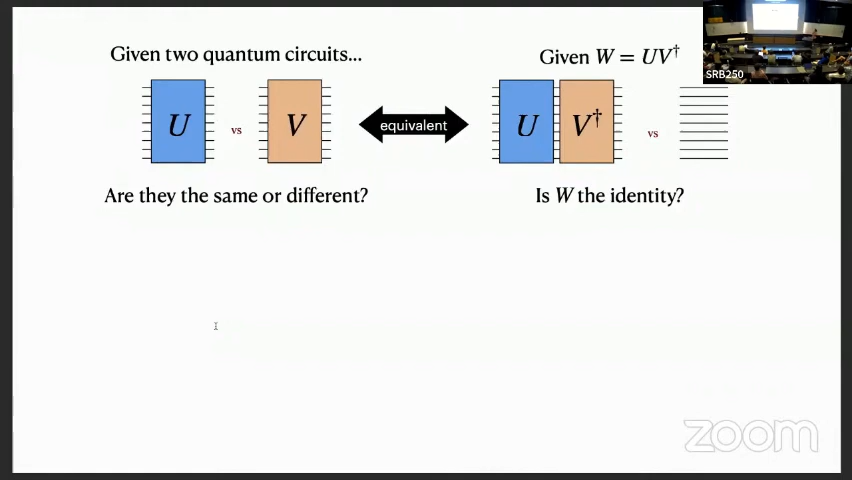 Given two quantum circuits...
Given W = UV†
SRB250
U
vs
V
equivalent
U
V†
vs
Are they the same or different?
Is W the identity?
zoom